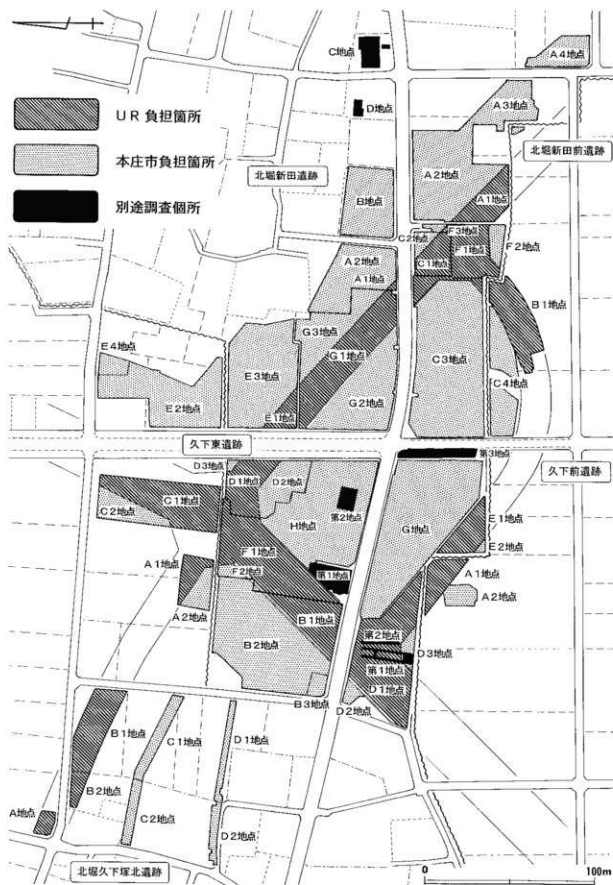 C地点
A4地点
UR負担箇所
D地点
A3地点
本庄市負担箇所
北堀新田前遺跡
北堀新田遺跡
A2地点
別途調査個所
B地点
A1地点
C2地点
F3地点
F2地点
F1地点
A2地点
C1地点
A1地点
B1地点
G3地点
E4地点
G1地点
C3地点
E3地点
C4地点
E2地点
G2地点
E1地点
久下東遺跡
第3地点
久下前遺跡
D3地点
D1地点
D2地点
C1地点
第2地点
C2地点
G地点
H地点
E1地点
F1地点
E2地点
A1地点
F2地点
第1地点
A1地点
A2地点
A2地点
B1地点
第2地点
B2地点
D3地点
第1地点
D1地点
B3地点
D2地点
B1地点
C1地点
D1地点
B2地点
A地点
C2地点
D2地点
北堀久下塚北遺跡
0
100m